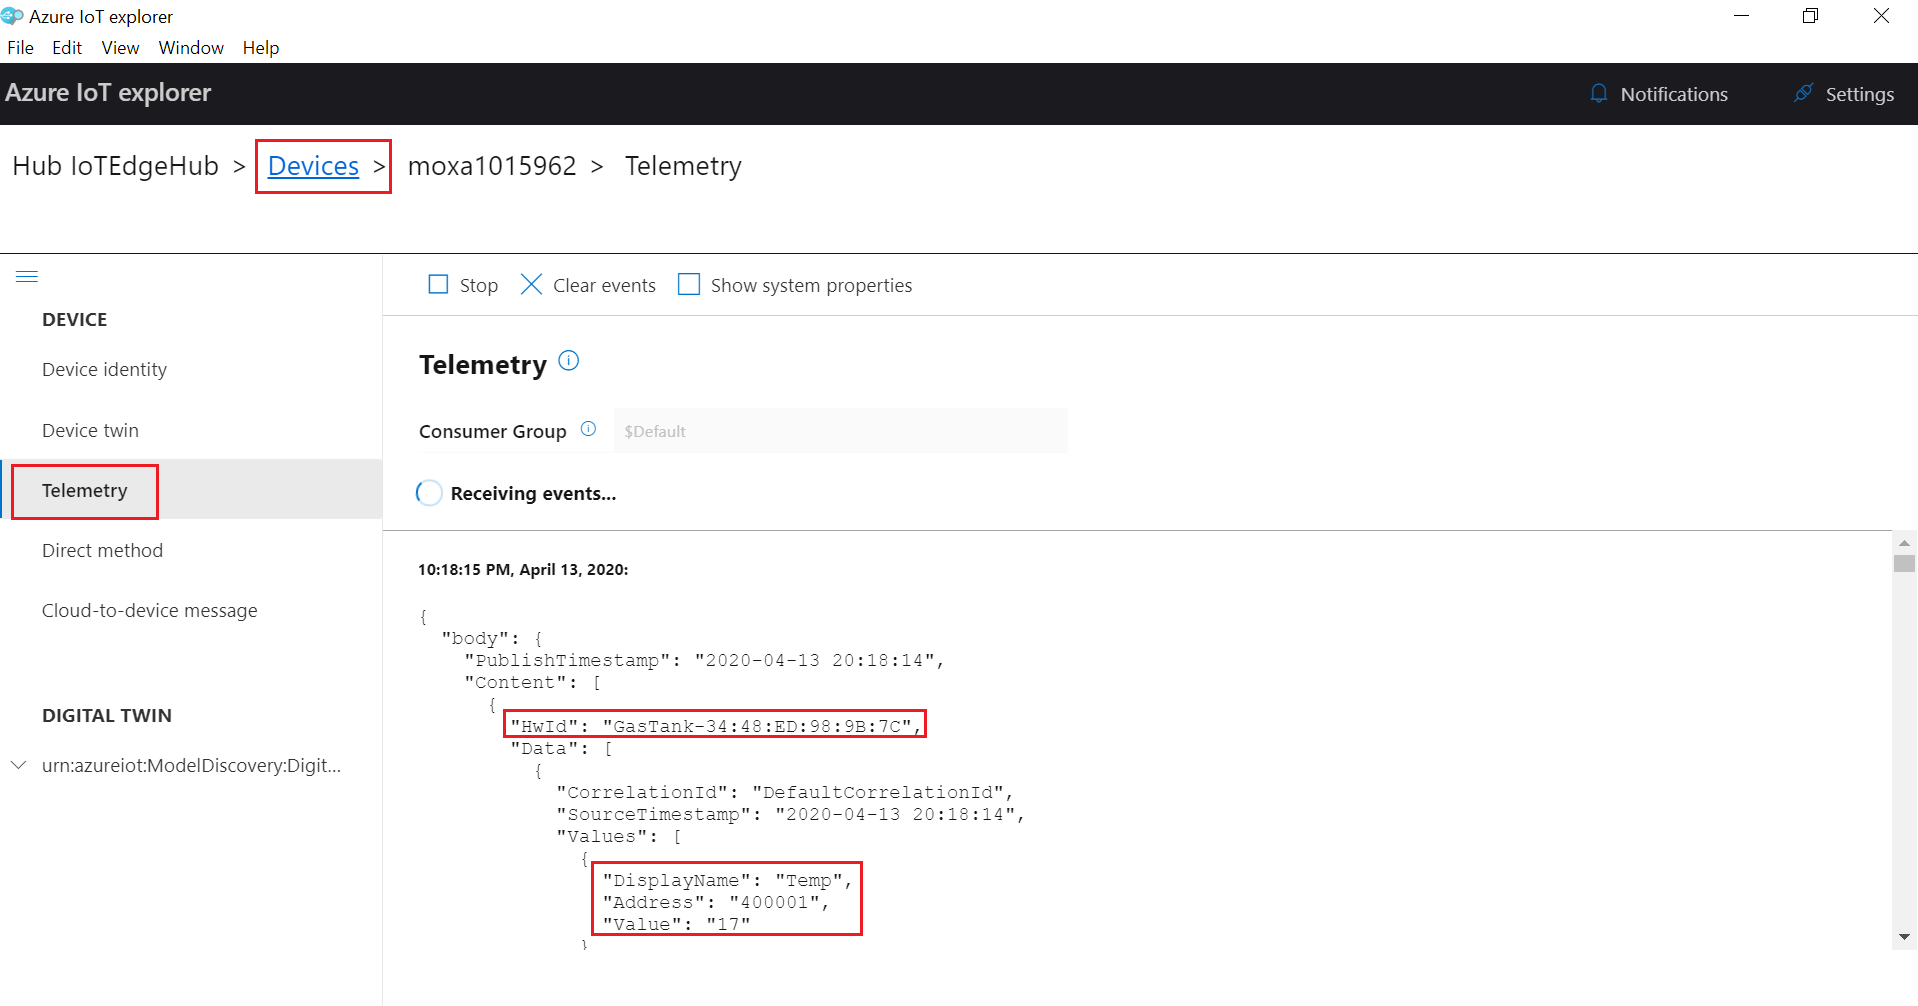 Azure IoT explorer
File Edit View Window Help
Azure IoT explorer
Notifications
Settings
Hub IoTEdgeHub > Devices > moxa1015962 > Telemetry
DEVICE
Device identity
Device twin
Telemetry
Direct method
Cloud-to-device message
DIGITAL TWIN
urn:azureiot:ModelDiscovery:Digit...
Stop Clear events Show system properties
Telemetry
Consumer Group $Default
Receiving events...
10:18:15 PM, April 13, 2020:
{
"body": {
"PublishTimestamp": "2020-04-13 20:18:14",
"Content": [
{
"HwId": "GasTank-34:48:ED:98:9B:7C",
"Data": [
{
"CorrelationId": "DefaultCorrelationId",
"SourceTimestamp": "2020-04-13 20:18:14",
"Values": [
{
"DisplayName": "Temp",
"Address": "400001",
"Value": "17"
}